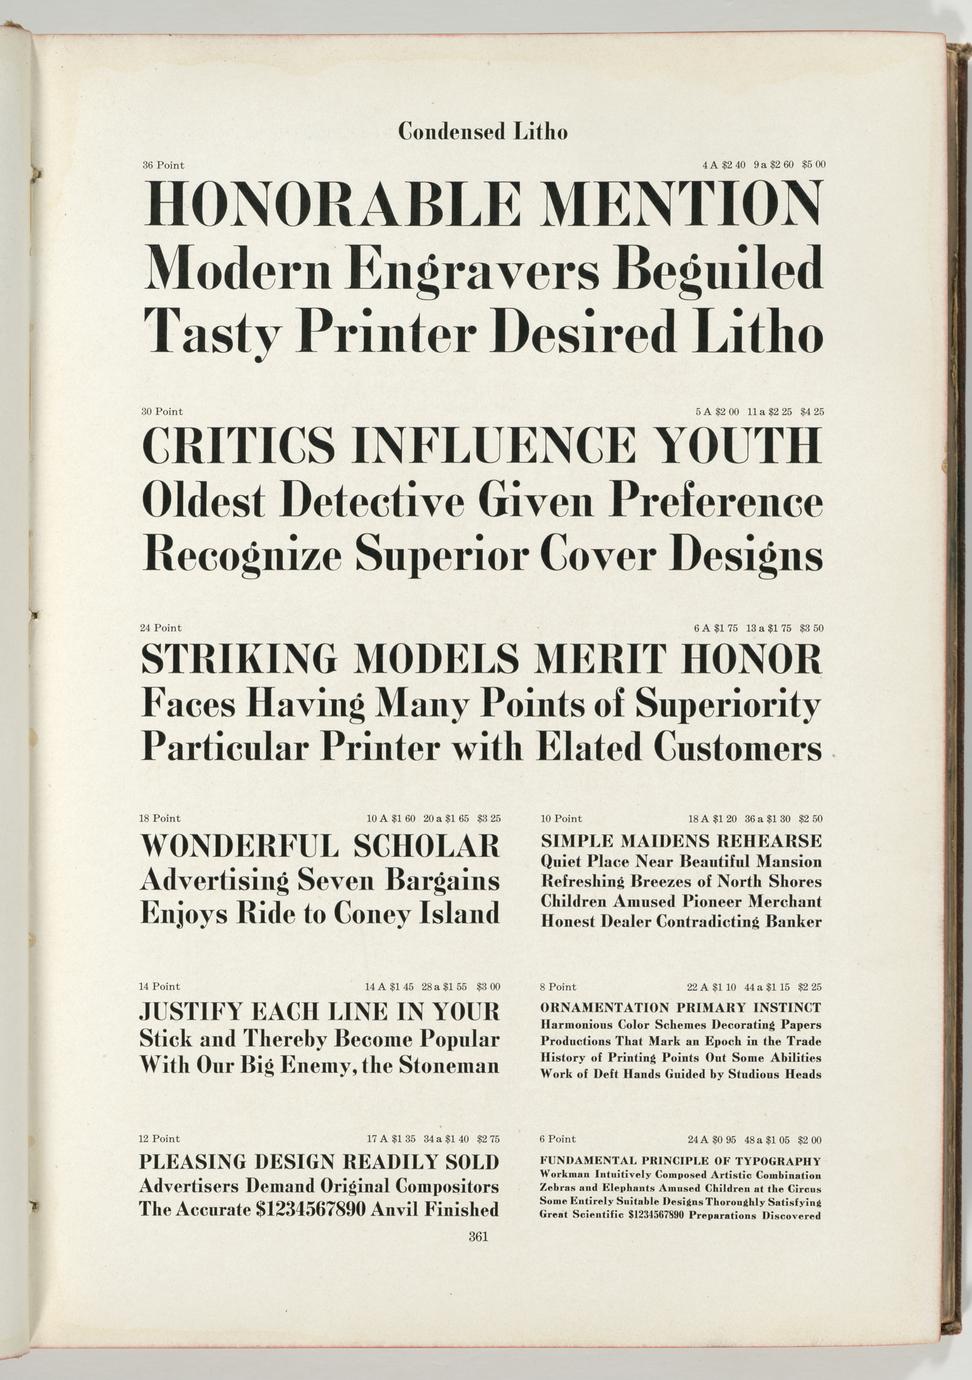 Condensed Litho
36 Point 4 A $2 40 9 a $2 60 $5 00
HONORABLE MENTION
Modern Engravers Beguiled
Tasty Printer Desired Litho
30 Point 5 A $2 00 11 a $2 25 $4 25
CRITICS INFLUENCE YOUTH
Oldest Detective Given Preference
Recognize Superior Cover Designs
24 Point 6 A $1 75 13 a $1 75 $3 50
STRIKING MODELS MERIT HONOR
Faces Having Many Points of Superiority
Particular Printer with Elated Customers
18 Point 10 A $1 60 20 a $1 65 $3 25
WONDERFUL SCHOLAR
Advertising Seven Bargains
Enjoys Ride to Coney Island
14 Point 14 A $1 45 28 a $1 55 $3 00
JUSTIFY EACH LINE IN YOUR
Stick and Thereby Become Popular
With Our Big Enemy, the Stoneman
12 Point 17 A $1 35 34 a $1 40 $2 75
PLEASING DESIGN READILY SOLD
Advertisers Demand Original Compositors
The Accurate $1234567890 Anvil Finished
10 Point 18 A $1 20 36 a $1 30 $2 50
SIMPLE MAIDENS REHEARSE
Quiet Place Near Beautiful Mansion
Refreshing Breezes of North Shores
Children Amused Pioneer Merchant
Honest Dealer Contradicting Banker
8 Point 22 A $1 10 44 a $1 15 $2 25
ORNAMENTATION PRIMARY INSTINCT
Harmonious Color Schemes Decorating Papers
Productions That Mark an Epoch in the Trade
History of Printing Points Out Some Abilities
Work of Deft Hands Guided by Studious Heads
6 Point 24 A $0 95 48 a $1 05 $2 00
FUNDAMENTAL PRINCIPLE OF TYPOGRAPHY
Workman Intuitively Composed Artistic Combination
Zebras and Elephants Amused Children at the Circus
Some Entirely Suitable Designs Thoroughly Satisfying
Great Scientific $1234567890 Preparations Discovered
361